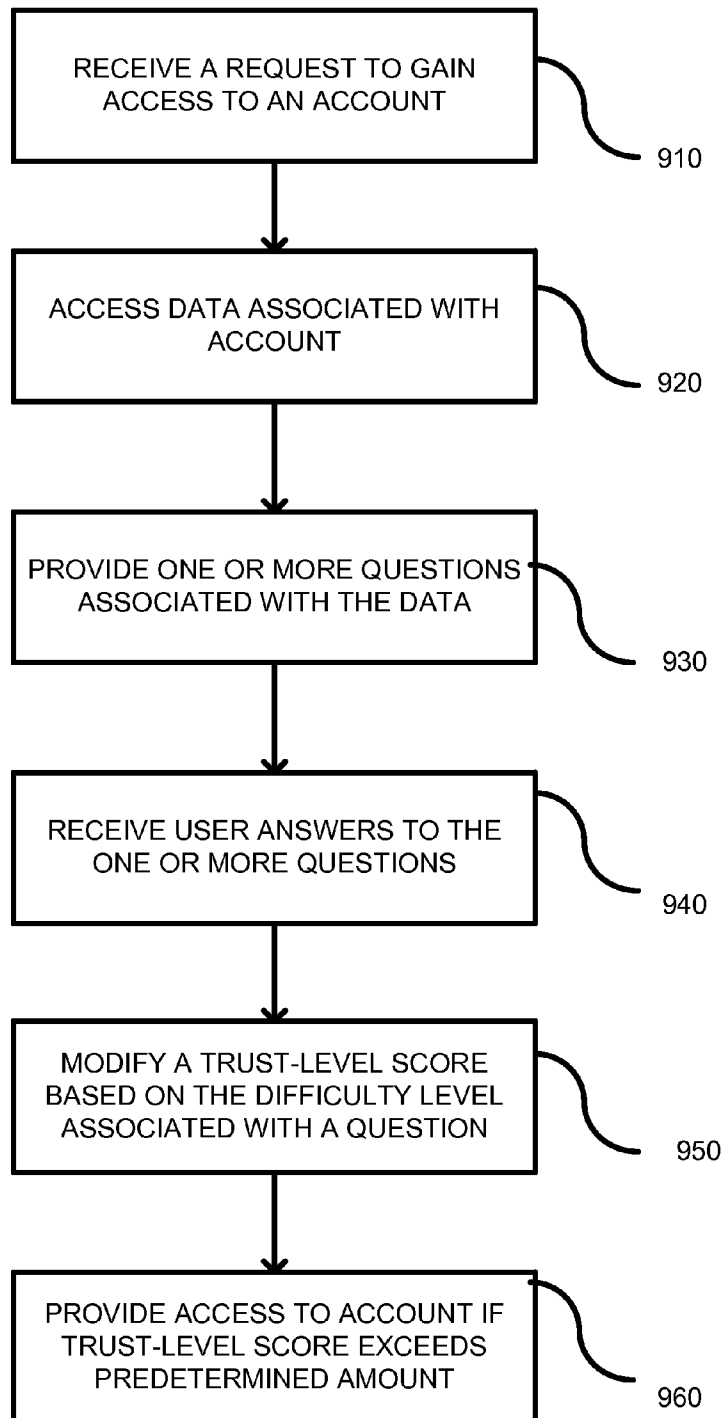 RECEIVE A REQUEST TO GAIN
ACCESS TO AN ACCOUNT
910
ACCESS DATA ASSOCIATED WITH
ACCOUNT
920
PROVIDE ONE OR MORE QUESTIONS
ASSOCIATED WITH THE DATA
930
RECEIVE USER ANSWERS TO THE
ONE OR MORE QUESTIONS
940
MODIFY A TRUST-LEVEL SCORE
BASED ON THE DIFFICULTY LEVEL
ASSOCIATED WITH A QUESTION
950
PROVIDE ACCESS TO ACCOUNT IF
TRUST-LEVEL SCORE EXCEEDS
PREDETERMINED AMOUNT
960